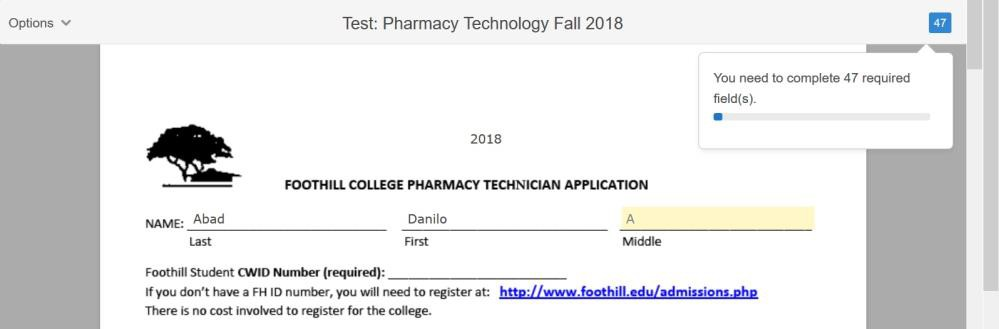 Options
Test: Pharmacy Technology Fall 2018
47
You need to complete 47 required
field(s).
2018
FOOTHILL COLLEGE PHARMACY TECHNICIAN APPLICATION
NAME: Abad Danilo A
Last First Middle
Foothill Student CWID Number (required):
If you don't have a FH ID number, you will need to register at: http://www.foothill.edu/admissions.php
There is no cost involved to register for the college.